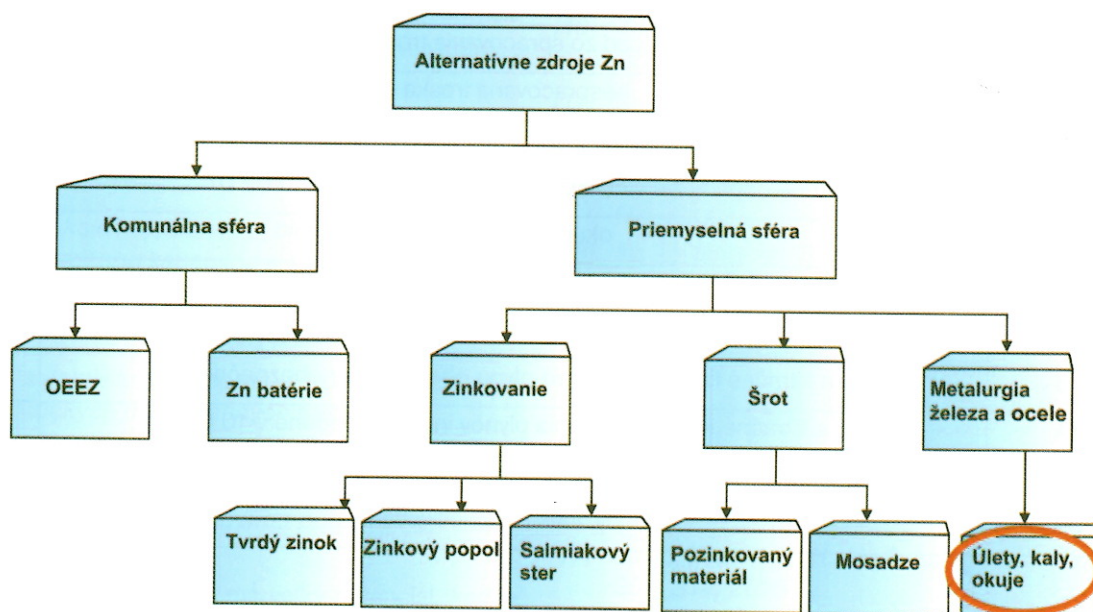 Alternatívne zdroje Zn
Komunálna sféra
Priemyselná sféra
OEEZ
Zn batérie
Zinkovanie
Šrot
Metalurgia
železa a ocele
Tvrdý zinok
Zinkový popol
Salmiakový
ster
Pozinkovaný
materiál
Mosadze
Úlety, kaly,
okuje